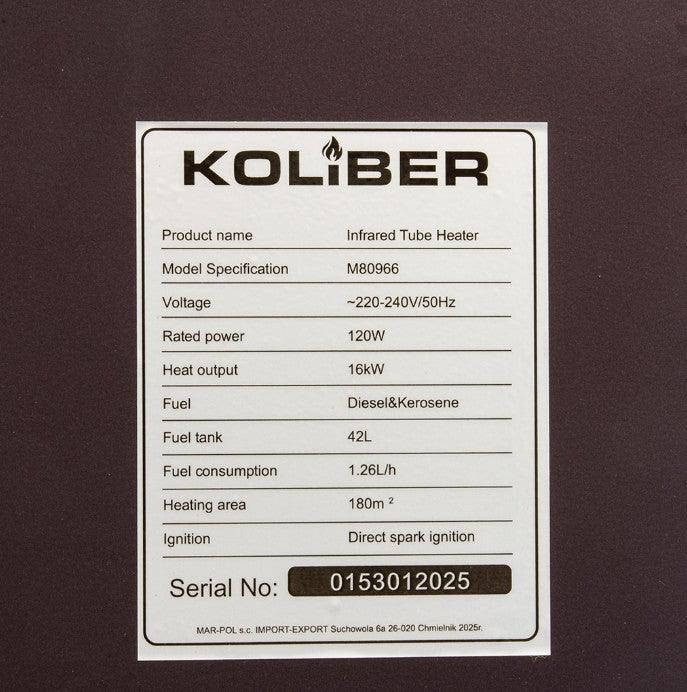 KOLiBER
Product name Infrared Tube Heater
Model Specification M80966
Voltage ~220-240V/50Hz
Rated power 120W
Heat output 16kW
Fuel Diesel&Kerosene
Fuel tank 42L
Fuel consumption 1.26L/h
Heating area 180m ²
Ignition Direct spark ignition
Serial No: 0153012025
MAR-POL s.c. IMPORT-EXPORT Suchowola 6a 26-020 Chmielnik 2025r.